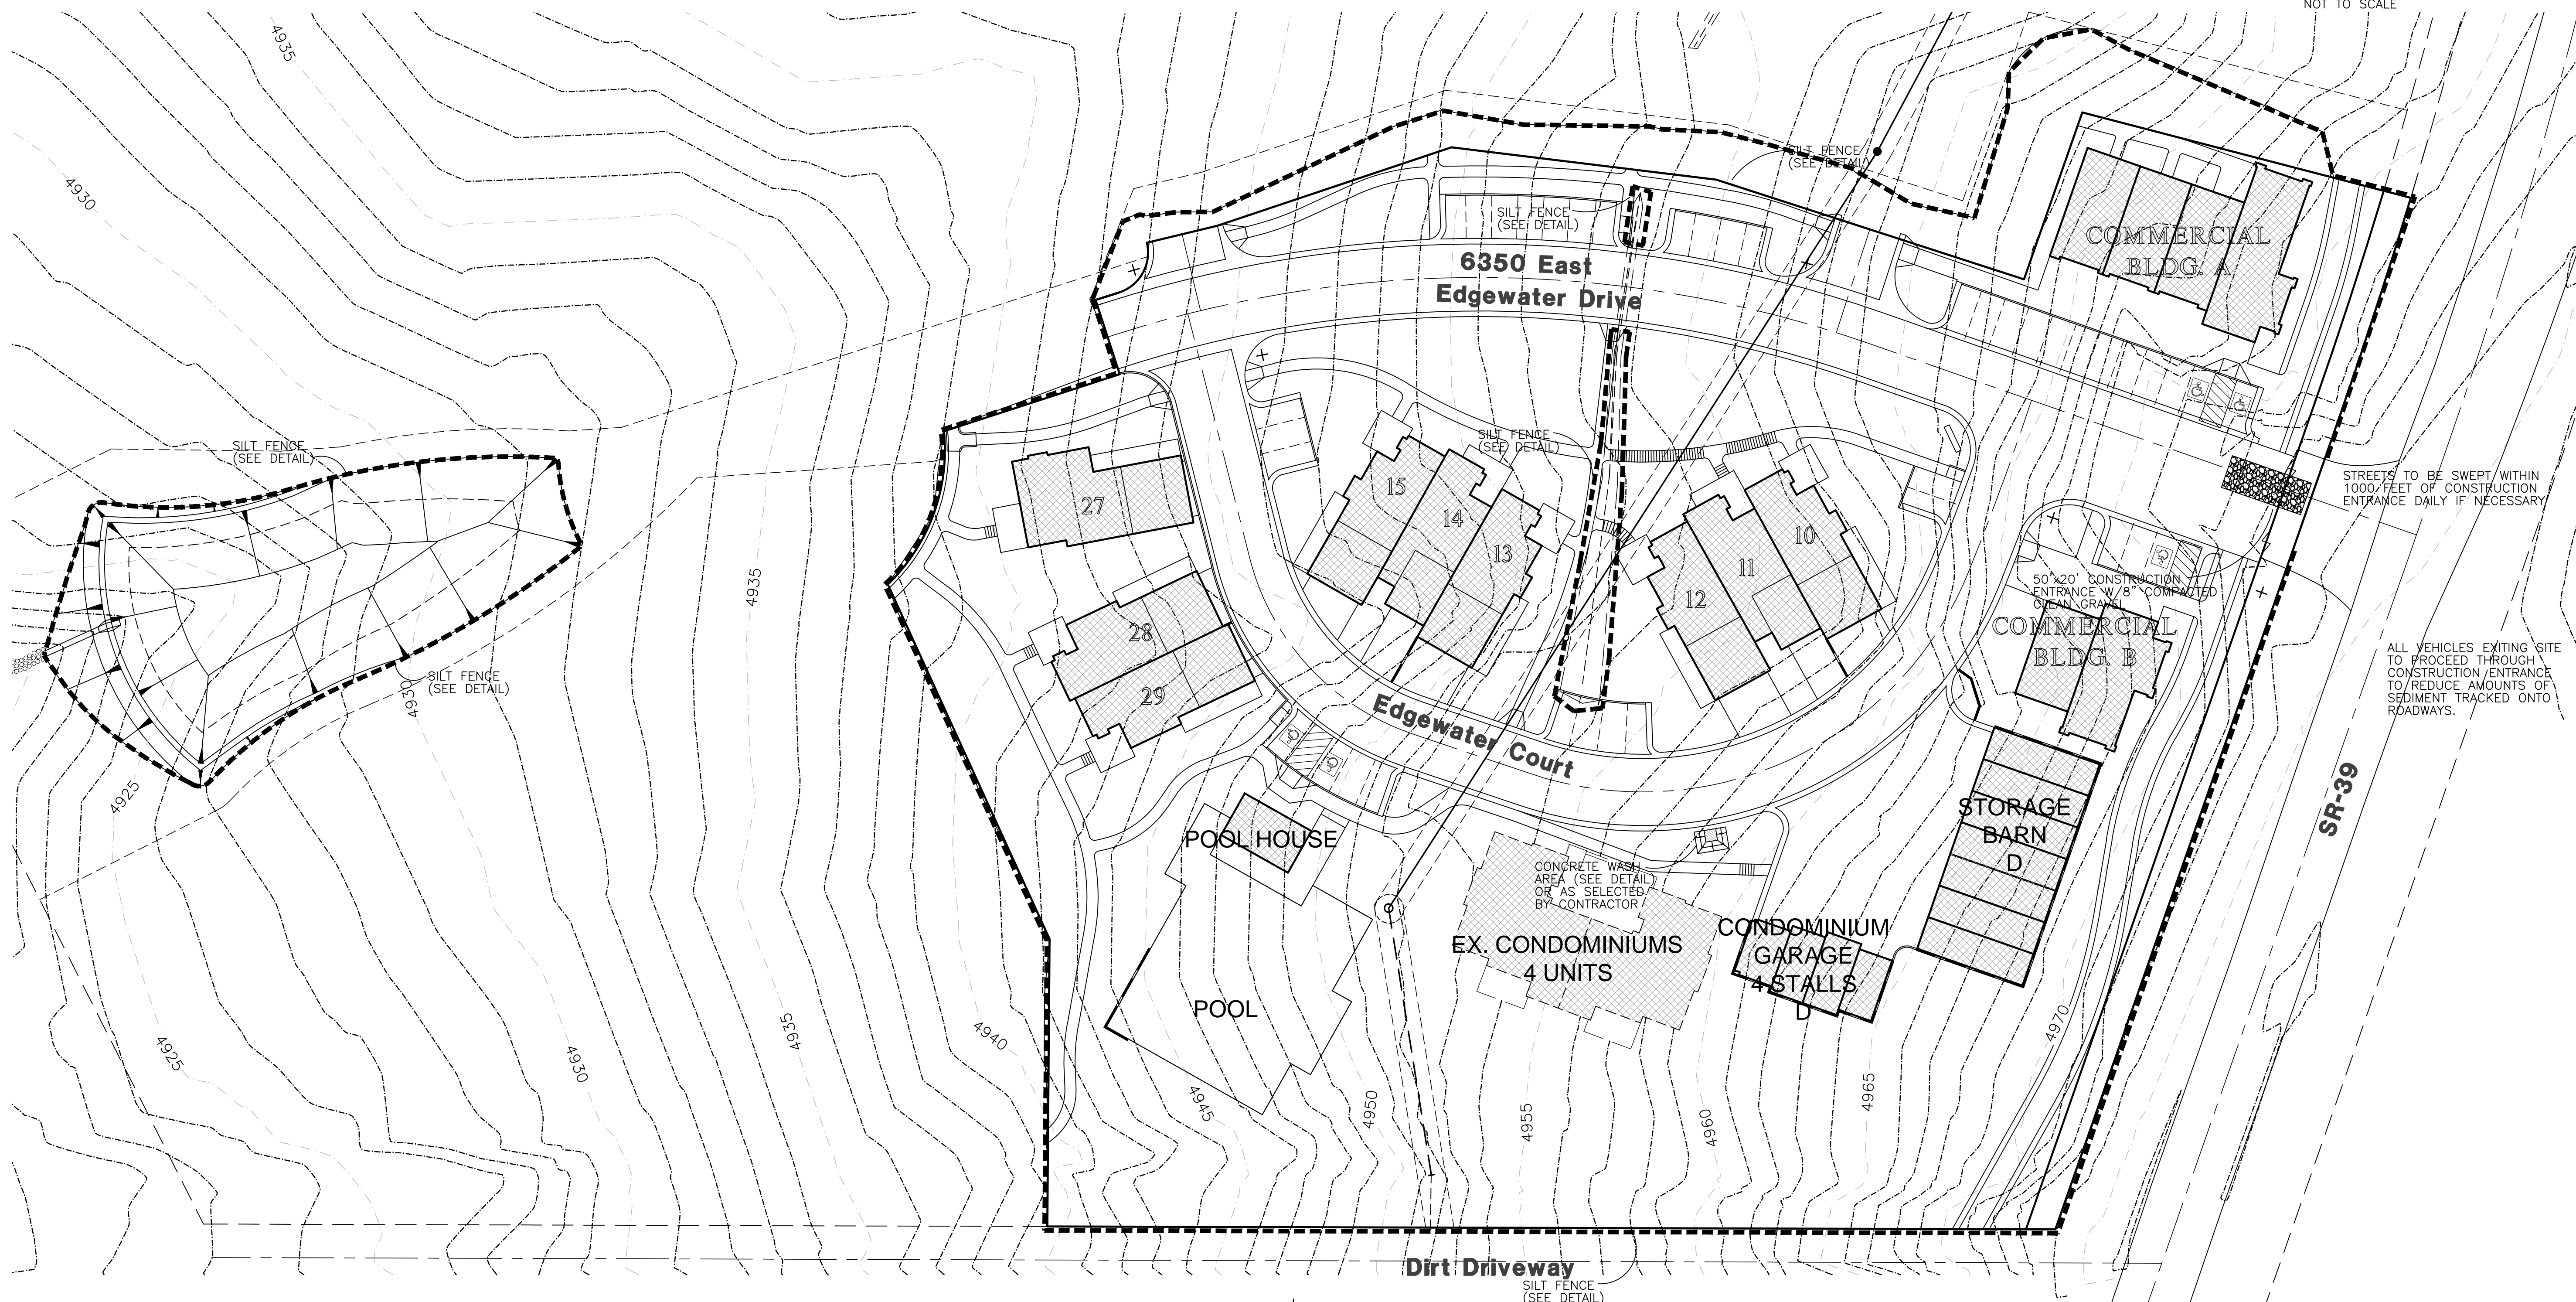 NOT TO SCALE
4935
4930
SILT FENCE
(SEE DETAIL)
SILT FENCE
(SEE DETAIL)
6350 East
Edgewater Drive
COMMERCIAL
BLDG. A
SILT FENCE
(SEE DETAIL)
SILT FENCE
(SEE DETAIL)
STREETS TO BE SWEPT WITHIN
1000 FEET OF CONSTRUCTION
ENTRANCE DAILY IF NECESSARY
27
15
14
13
10
11
12
28
29
4935
50'x20' CONSTRUCTION
ENTRANCE W/ 8" COMPACTED
CLEAN GRAVEL
COMMERCIAL
BLDG. B
ALL VEHICLES EXITING SITE
TO PROCEED THROUGH
CONSTRUCTION ENTRANCE
TO REDUCE AMOUNTS OF
SEDIMENT TRACKED ONTO
ROADWAYS.
SILT FENCE
(SEE DETAIL)
4930
4925
Edgewater Court
SR-39
STORAGE
BARN
D
POOL HOUSE
CONCRETE WASH
AREA (SEE DETAIL)
OR AS SELECTED
BY CONTRACTOR
EX. CONDOMINIUMS
4 UNITS
CONDOMINIUM
GARAGE
4 STALLS
D
POOL
4925
4930
4935
4940
4945
4950
4955
4960
4965
4970
Dirt Driveway
SILT FENCE
(SEE DETAIL)